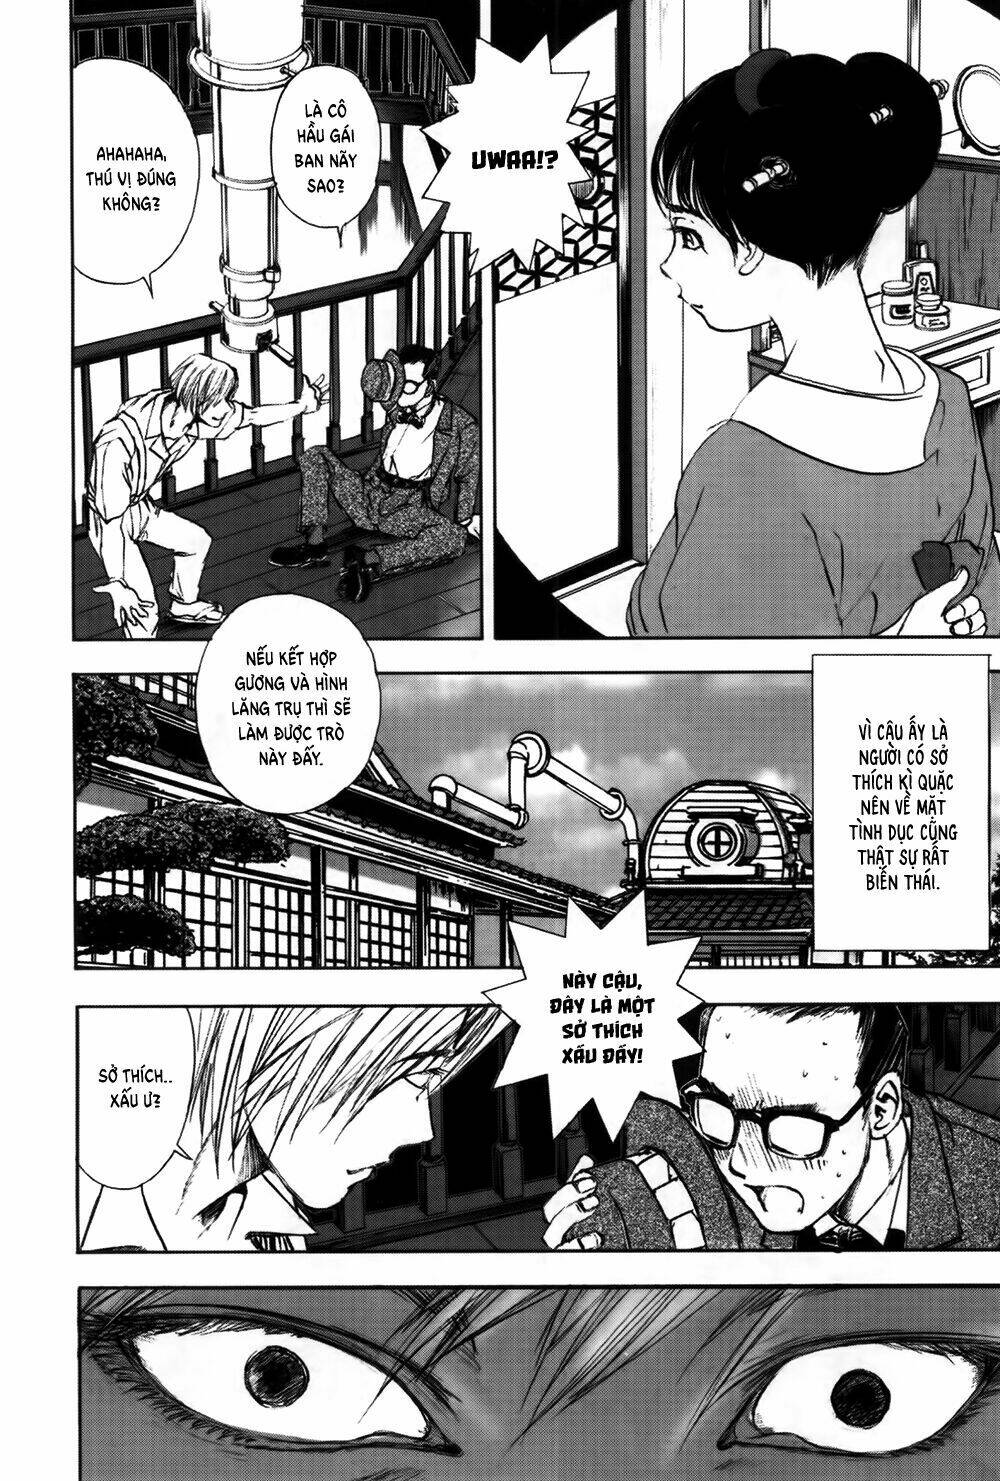 UWAA!?
LÀ CÔ
HẦU GÁI
BAN NÃY
SAO?
AHAHAHA,
THÚ VỊ ĐÚNG
KHÔNG?
VÌ CẬU ẤY LÀ
NGƯỜI CÓ SỞ
THÍCH KÌ QUẶC
NÊN VỀ MẶT
TÌNH DỤC CŨNG
THẬT SỰ RẤT
BIẾN THÁI.
NẾU KẾT HỢP
GƯƠNG VÀ HÌNH
LĂNG TRỤ THÌ SẼ
LÀM ĐƯỢC TRÒ
NÀY ĐẤY.
NÀY CẬU,
ĐÂY LÀ MỘT
SỞ THÍCH
XẤU ĐẤY!
SỞ THÍCH..
XẤU Ư?